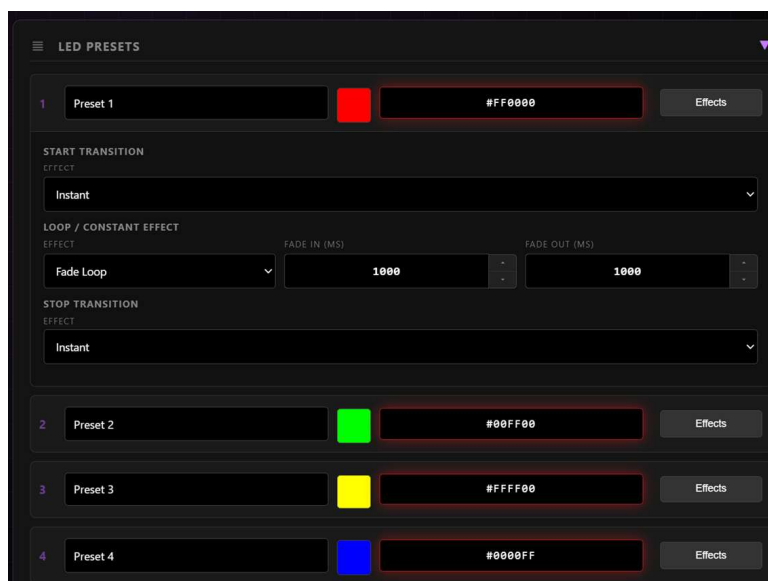 LED PRESETS
1 Preset 1 #FF0000 Effects
START TRANSITION
EFFECT
Instant
LOOP / CONSTANT EFFECT
EFFECT FADE IN (MS) FADE OUT (MS)
Fade Loop 1000 1000
STOP TRANSITION
EFFECT
Instant
2 Preset 2 #00FF00 Effects
3 Preset 3 #FFFF00 Effects
4 Preset 4 #0000FF Effects